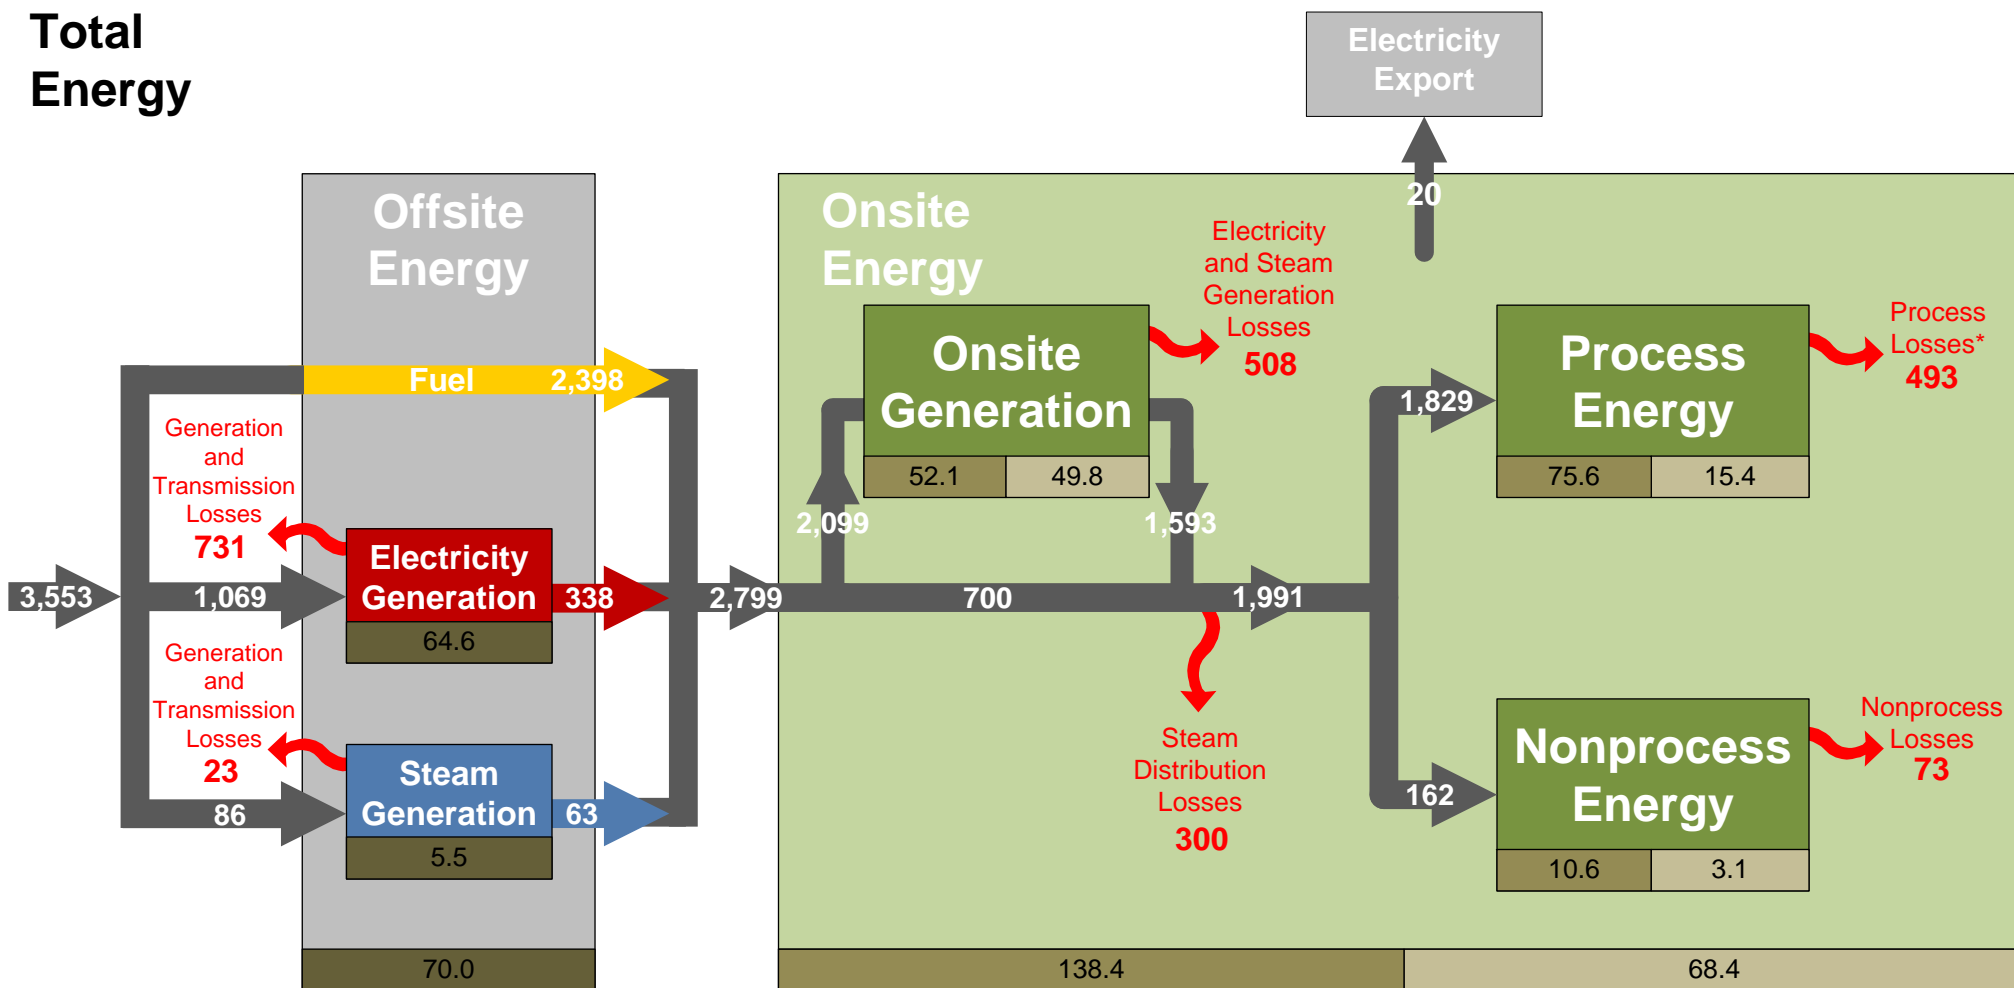 Total
Energy
Electricity
Export
20
Offsite
Energy
Fuel
2,398
Generation
and
Transmission
Losses
731
3,553
1,069
Electricity
Generation
338
64.6
Generation
and
Transmission
Losses
23
86
Steam
Generation
63
5.5
70.0
2,799
Onsite
Energy
Onsite
Generation
52.1
49.8
2,099
1,593
Electricity
and Steam
Generation
Losses
508
700
1,991
Steam
Distribution
Losses
300
1,829
Process
Energy
75.6
15.4
Process
Losses*
493
162
Nonprocess
Energy
10.6
3.1
Nonprocess
Losses
73
138.4
68.4